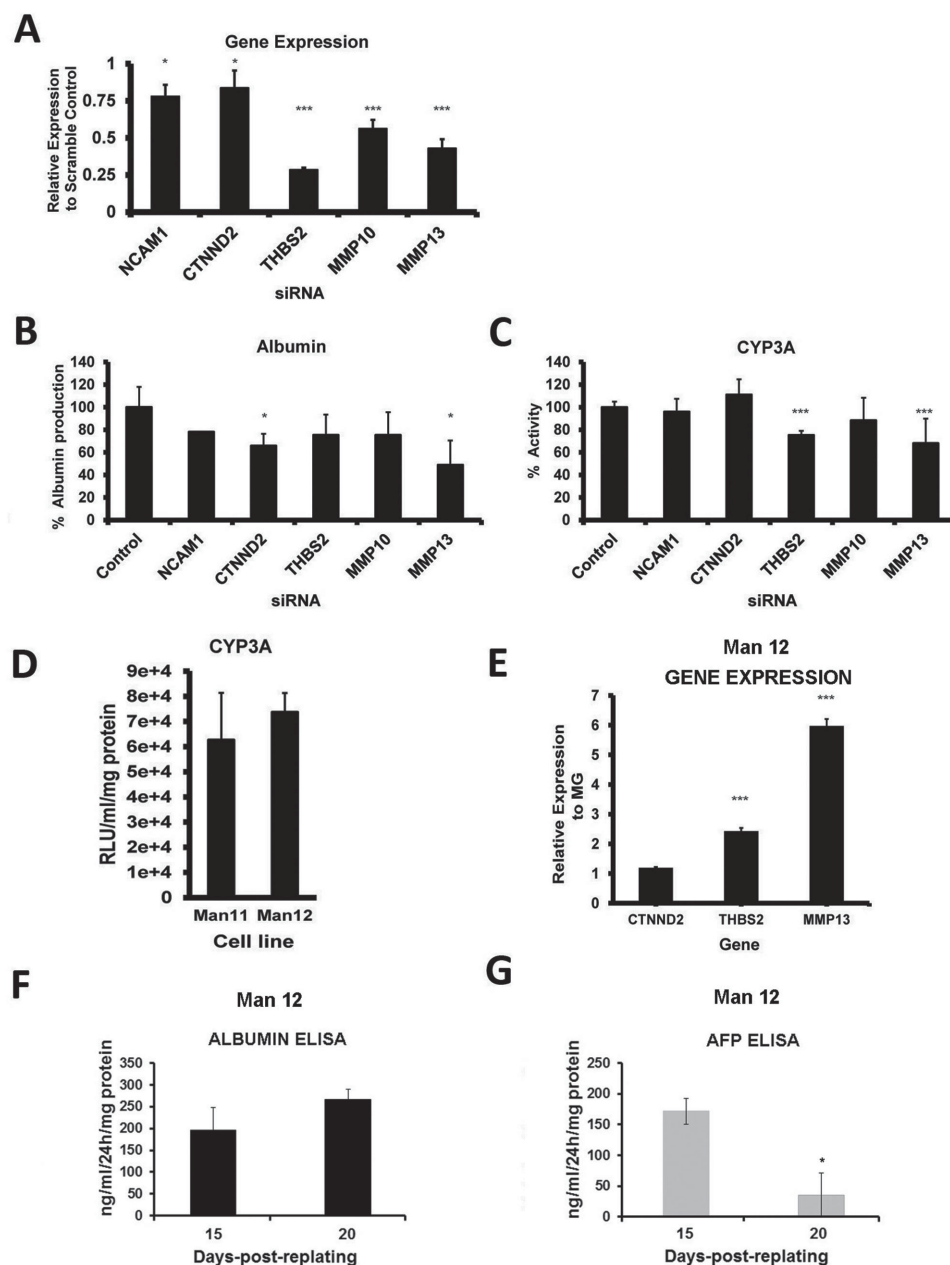 A
Gene Expression
Relative Expression
to Scramble Control
1
0.75
0.5
0.25
0
* * *** *** ***
NCAM1 CTNND2 THBS2 MMP10 MMP13
siRNA
B
Albumin
% Albumin production
140
120
100
80
60
40
20
0
* *
Control NCAM1 CTNND2 THBS2 MMP10 MMP13
siRNA
C
CYP3A
% Activity
140
120
100
80
60
40
20
0
*** ***
Control NCAM1 CTNND2 THBS2 MMP10 MMP13
siRNA
D
CYP3A
RLU/ml/mg protein
9e+4
8e+4
7e+4
6e+4
5e+4
4e+4
3e+4
2e+4
1e+4
0
Man11 Man12
Cell line
E
Man 12
GENE EXPRESSION
Relative Expression
to MG
7
6
5
4
3
2
1
0
*** ***
CTNND2 THBS2 MMP13
Gene
F
Man 12
ALBUMIN ELISA
ng/ml/24h/mg protein
350
300
250
200
150
100
50
0
15 20
Days-post-replating
G
Man 12
AFP ELISA
ng/ml/24h/mg protein
250
200
150
100
50
0
*
15 20
Days-post-replating